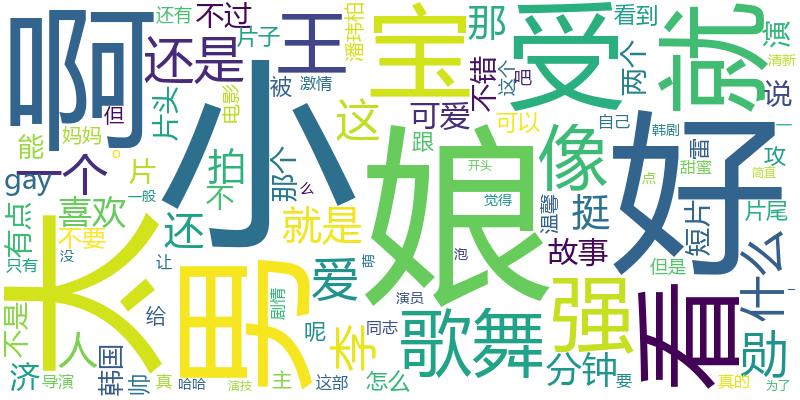 还有
不过
王
宝
那
受
看到
就
演
啊
片子
潘玮柏
还是
小
清新
两个
不错
这个
巴
说
但
被
激情
片头
电影
这
可爱
娘
像
好
能
妈妈
。
片
一个
拍
不
那个
可以
跟
自己
韩剧
雷
攻
一
gay
太
喜欢
还
么
一般
就是
开头
觉得
温馨
挺
点
甜蜜
简直
有点
不要
男
爱
故事
短片
片尾
看
什么
只有
没
让
萌
泡
强
但是
不是
人
给
剧情
呢
李
演员
同志
歌舞
分钟
勋
济
导演
韩国
帅
真
哈哈
演技
主
这部
怎么
要
真的
为了